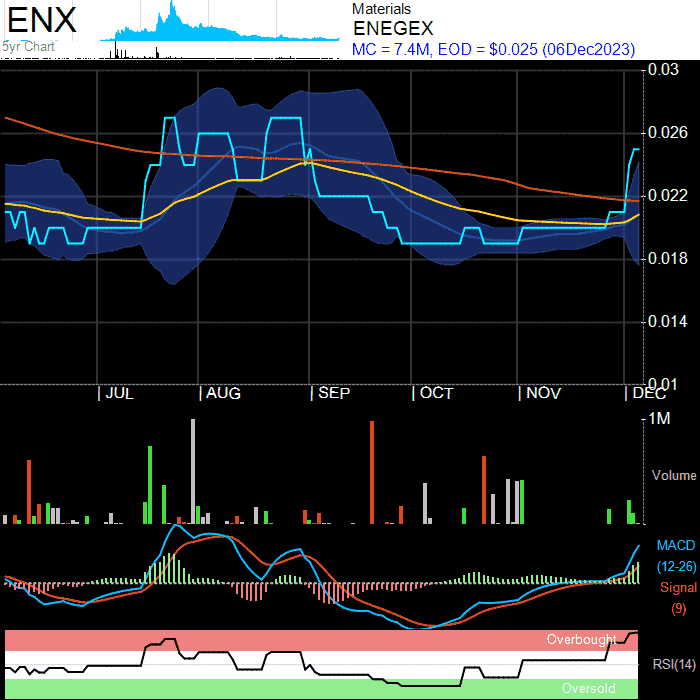 ENX
5yr Chart
Materials
ENEGEX
MC = 7.4M, EOD = $0.025 (06Dec2023)
0.03
0.026
0.022
0.018
0.014
0.01
| JUL | AUG | SEP | OCT | NOV | DEC
1M
Volume
MACD
(12-26)
Signal
(9)
Overbought
RSI(14)
Oversold